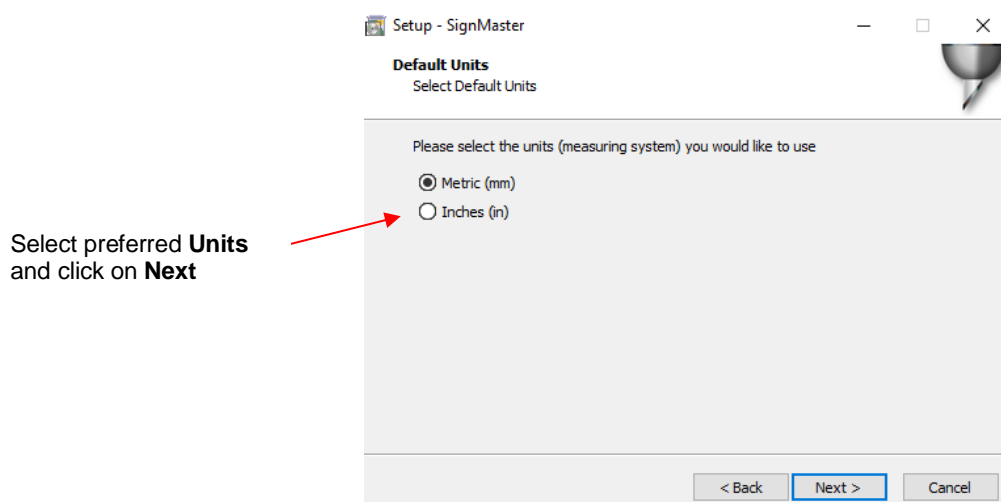 Setup - SignMaster
Default Units
Select Default Units
Please select the units (measuring system) you would like to use
Metric (mm)
Inches (in)
Select preferred Units
and click on Next
< Back
Next >
Cancel